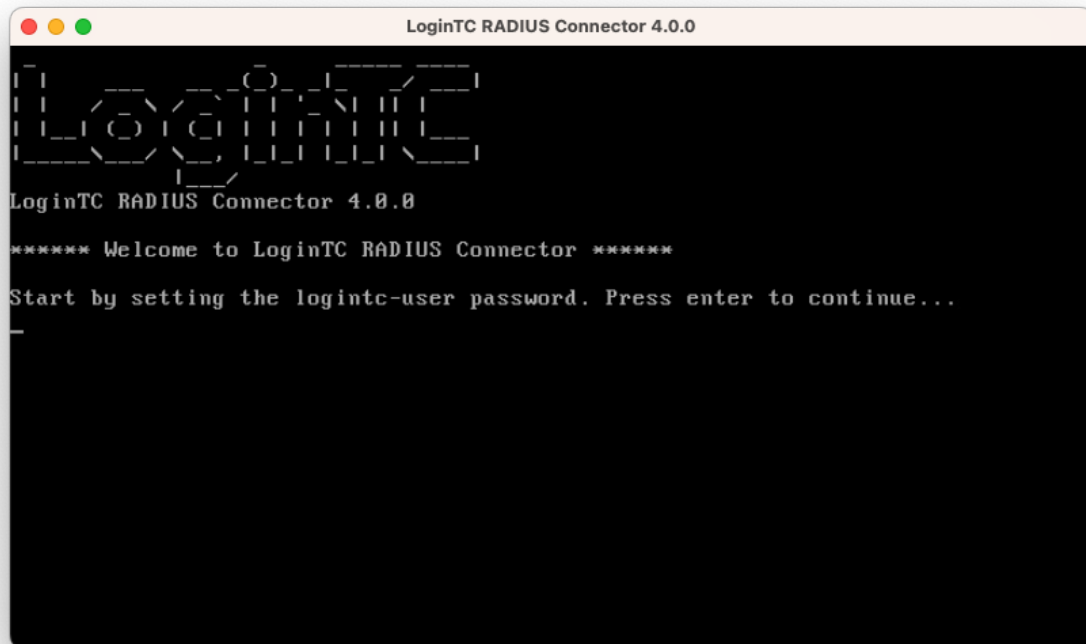 LoginTC RADIUS Connector 4.0.0
LoginTC
LoginTC RADIUS Connector 4.0.0
****** Welcome to LoginTC RADIUS Connector ******
Start by setting the logintc-user password. Press enter to continue...